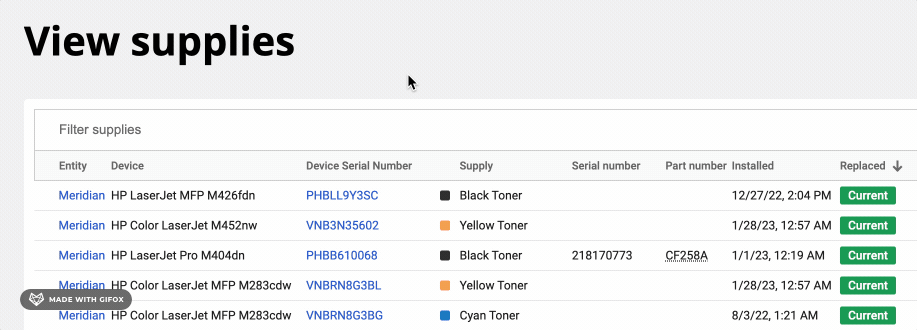 View supplies
Filter supplies
Entity Device Device Serial Number Supply Serial number Part number Installed Replaced
Meridian HP LaserJet MFP M426fdn PHBLL9Y3SC Black Toner 12/27/22, 2:04 PM Current
Meridian HP Color LaserJet M452nw VNB3N35602 Yellow Toner 1/28/23, 12:57 AM Current
Meridian HP LaserJet Pro M404dn PHBB610068 Black Toner 218170773 CF258A 1/1/23, 12:19 AM Current
Meridian HP Color LaserJet MFP M283cdw VNBRN8G3BL Yellow Toner 1/28/23, 12:57 AM Current
MADE WITH GIFOX
HP Color LaserJet MFP M283cdw VNBRN8G3BG Cyan Toner 8/3/22, 1:21 AM Current